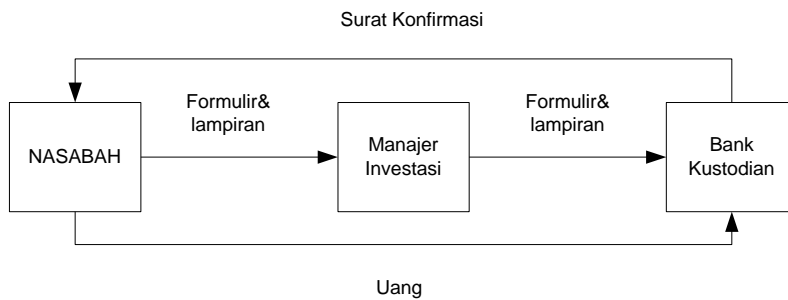 Surat Konfirmasi
Formulir&
lampiran
Formulir&
lampiran
NASABAH
Manajer
Investasi
Bank
Kustodian
Uang